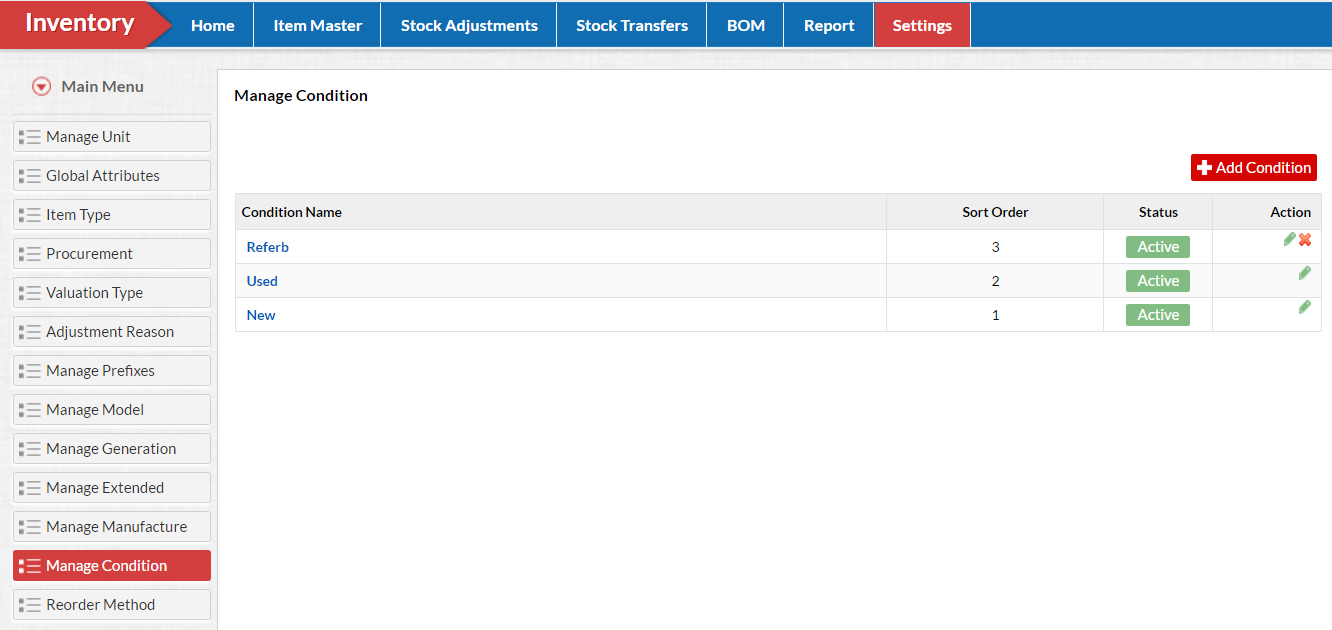 Inventory
Home
Item Master
Stock Adjustments
Stock Transfers
BOM
Report
Settings
Main Menu
Manage Unit
Global Attributes
Item Type
Procurement
Valuation Type
Adjustment Reason
Manage Prefixes
Manage Model
Manage Generation
Manage Extended
Manage Manufacture
Manage Condition
Reorder Method
Manage Condition
Add Condition
Condition Name Sort Order Status Action
Referb 3 Active
Used 2 Active
New 1 Active